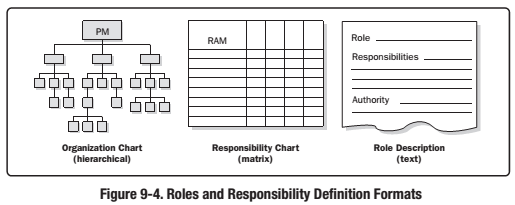 PM
RAM
Role
Responsibilities
Authority
Organization Chart
(hierarchical)
Responsibility Chart
(matrix)
Role Description
(text)
Figure 9-4. Roles and Responsibility Definition Formats